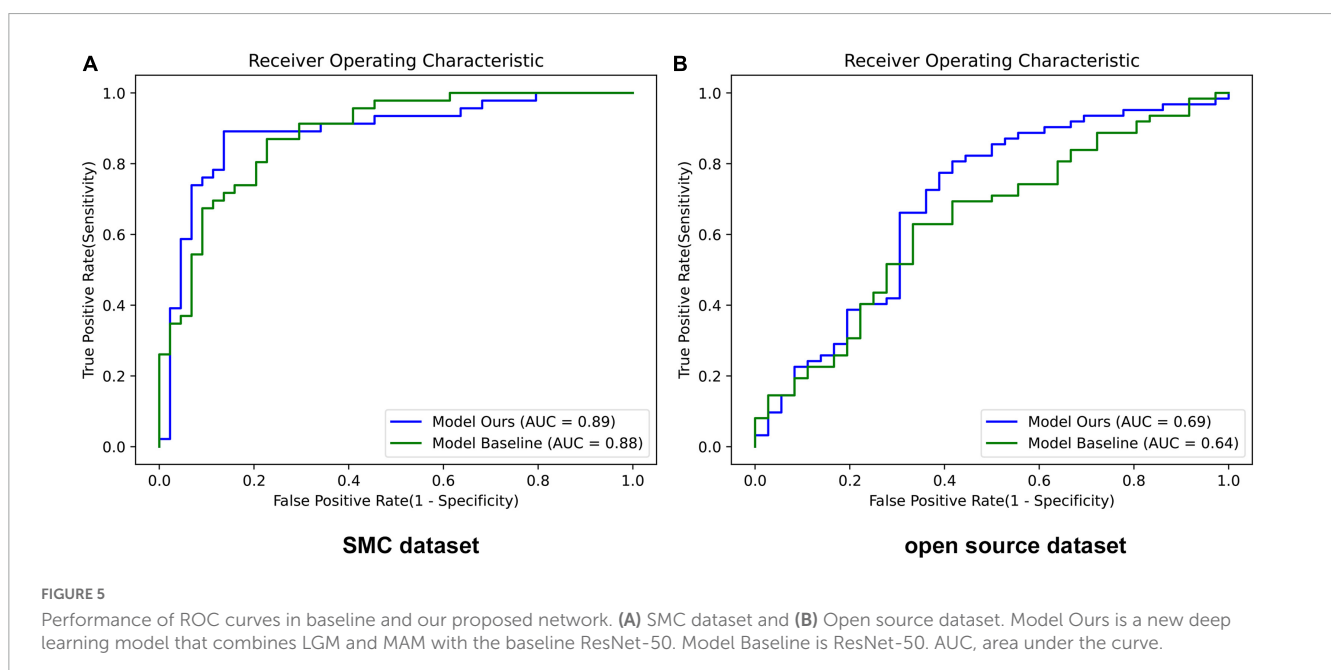 A
Receiver Operating Characteristic
True Positive Rate(Sensitivity)
1.0
0.8
0.6
0.4
0.2
0.0
Model Ours (AUC = 0.89)
Model Baseline (AUC = 0.88)
0.0 0.2 0.4 0.6 0.8 1.0
False Positive Rate(1 - Specificity)
SMC dataset
B
Receiver Operating Characteristic
True Positive Rate(Sensitivity)
1.0
0.8
0.6
0.4
0.2
0.0
Model Ours (AUC = 0.69)
Model Baseline (AUC = 0.64)
0.0 0.2 0.4 0.6 0.8 1.0
False Positive Rate(1 - Specificity)
open source dataset
FIGURE 5
Performance of ROC curves in baseline and our proposed network. (A) SMC dataset and (B) Open source dataset. Model Ours is a new deep
learning model that combines LGM and MAM with the baseline ResNet-50. Model Baseline is ResNet-50. AUC, area under the curve.